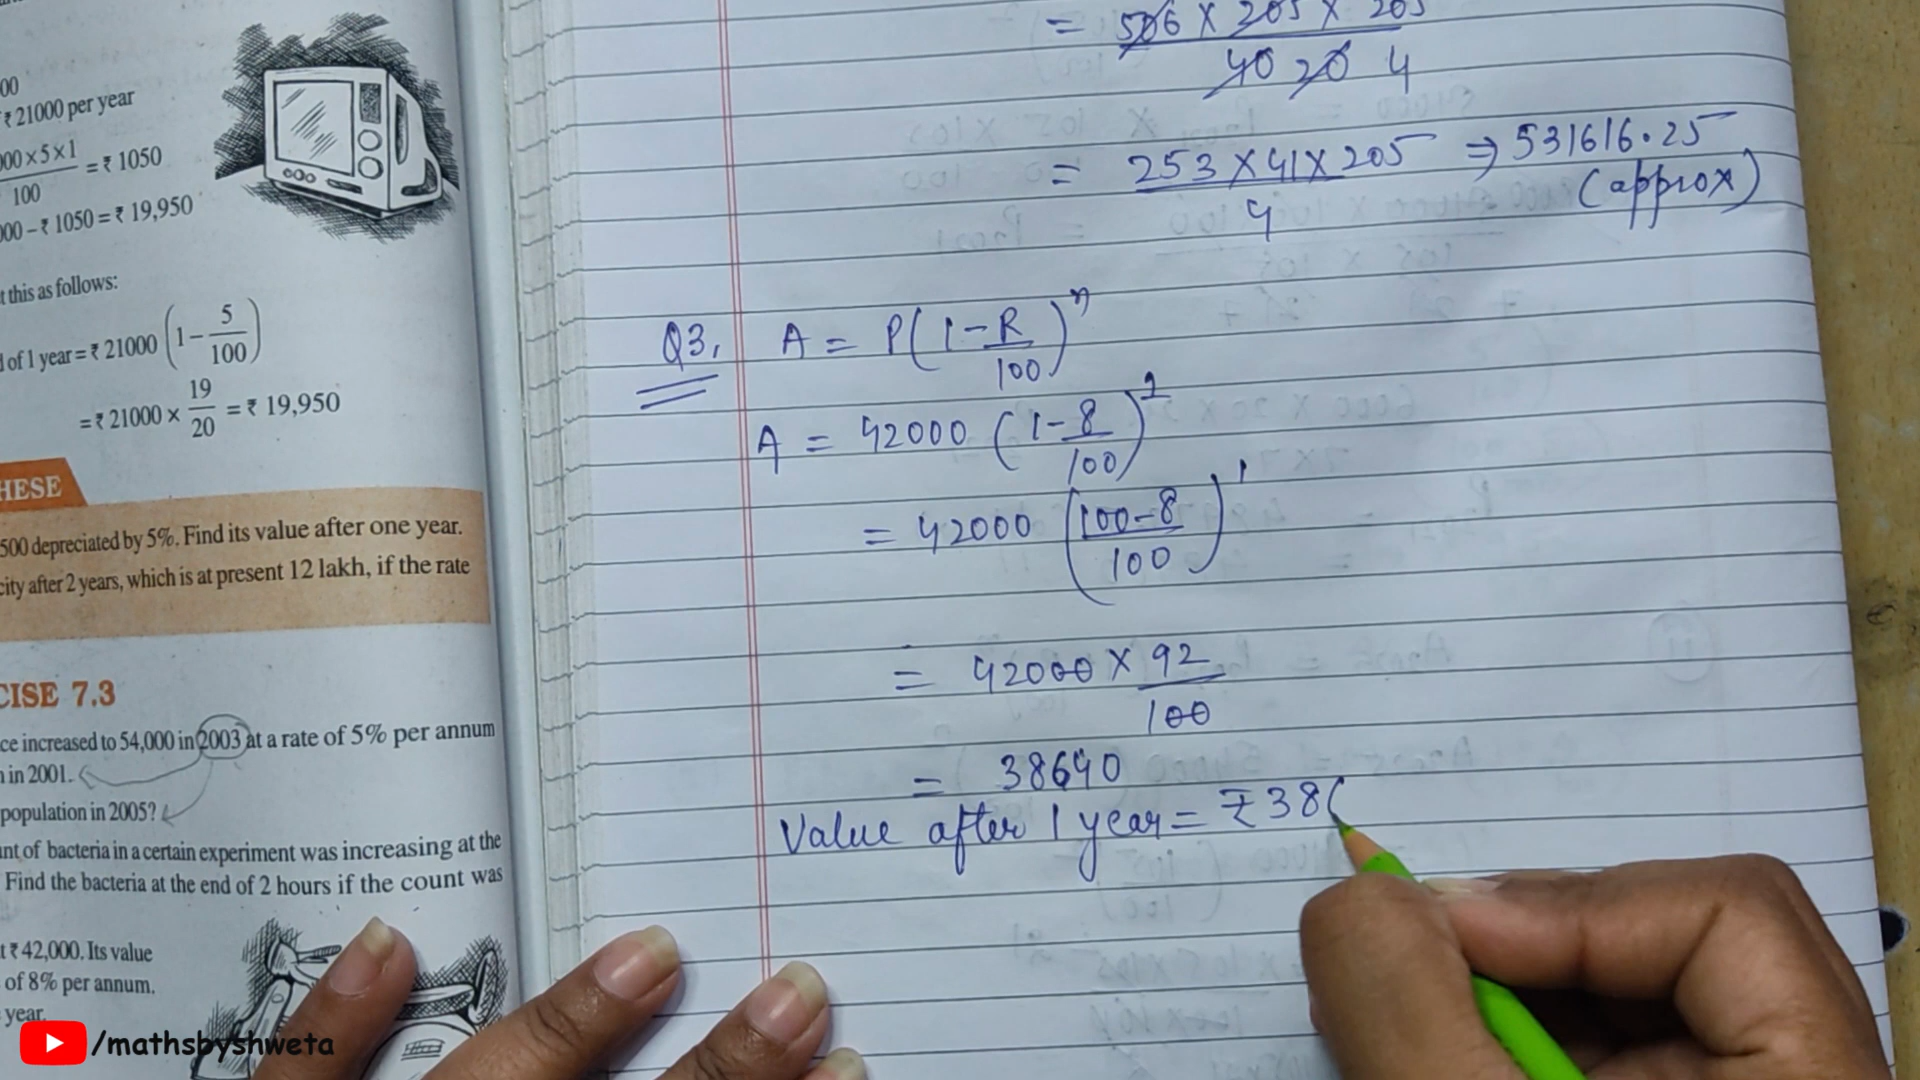 00
₹ 21000 per year
000 × 5 × 1 / 100 = ₹ 1050
000 – ₹ 1050 = ₹ 19,950
t this as follows:
d of 1 year = ₹ 21000 (1 – 5/100)
= ₹ 21000 × 19/20 = ₹ 19,950
HESE
500 depreciated by 5%. Find its value after one year.
city after 2 years, which is at present 12 lakh, if the rate
CISE 7.3
ce increased to 54,000 in 2003 at a rate of 5% per annum
n in 2001.
population in 2005?
unt of bacteria in a certain experiment was increasing at the
Find the bacteria at the end of 2 hours if the count was
t ₹ 42,000. Its value
of 8% per annum.
year.
/mathsbyshweta
= 506 × 205 × 205
40 20 4
= 253 × 41 × 205 / 4 ⇒ 531616.25
(approx)
Q3, A = P(1 – R/100)^n
A = 42000 (1 – 8/100)^1
= 42000 (100 – 8 / 100)^1
= 42000 × 92/100
= 38640
Value after 1 year = ₹ 38